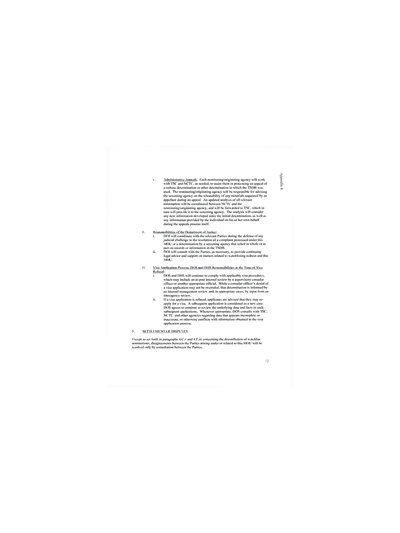 Appendix 8
i. Administrative Appeals. Each nominating/originating agency will work
with TSC and NCTC, as needed, to assist them in processing an appeal of
a redress determination or other determination in which the TSDB was
used. The nominating/originating agency will be responsible for advising
the screening agency on the releasability of any materials requested by an
appellant during an appeal. An updated analysis of all relevant
information will be coordinated between NCTC and the
nominating/originating agency, and will be forwarded to TSC, which in
turn will provide it to the screening agency. The analysis will consider
any new information developed since the initial determination, as well as
any information provided by the individual on his or her own behalf
during the appeals process itself.
Responsibilities of the Department of Justice:
i. DOJ will coordinate with the relevant Parties during the defense of any
judicial challenge to the resolution of a complaint processed under this
MOU or a determination by a screening agency that relied in whole or in
part on records or information in the TSDB.
ii. DOJ will consult with the Parties, as necessary, to provide continuing
legal advice and support on matters related to watchlisting redress and this
MOU.
Visa Application Process: DOS and DHS Responsibilities at the Time of Visa
Refusal
i. DOS and DHS will continue to comply with applicable visa procedures,
which may include an as-past internal review by a supervisory consular
officer or another appropriate official. While a consular officer's denial of
a visa application may not be overruled, that determination is informed by
an internal management review and, in appropriate cases, by input from an
interagency review.
ii. If a visa application is refused, applicants are advised that they may re-
apply for a visa. A subsequent application is considered as a new case.
DOS agrees to continue to review the underlying data and facts in such
subsequent applications. Whenever appropriate, DOS consults with TSC,
NCTC, and other agencies regarding data that appears incomplete or
inaccurate, or otherwise conflicts with information obtained in the visa
application process.
5. SETTLEMENT OF DISPUTES
Except as set forth in paragraphs concerning the identification of watchlist
nominations, disagreements between the Parties arising under or related to this MOU will be
resolved only by consultation between the Parties.